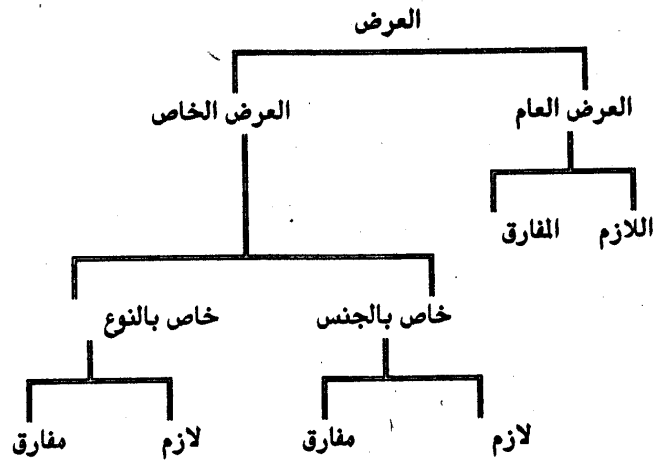 العرض
العرض العام
العرض الخاص
اللازم
المفارق
خاص بالجنس
خاص بالنوع
لازم
مفارق
لازم
مفارق